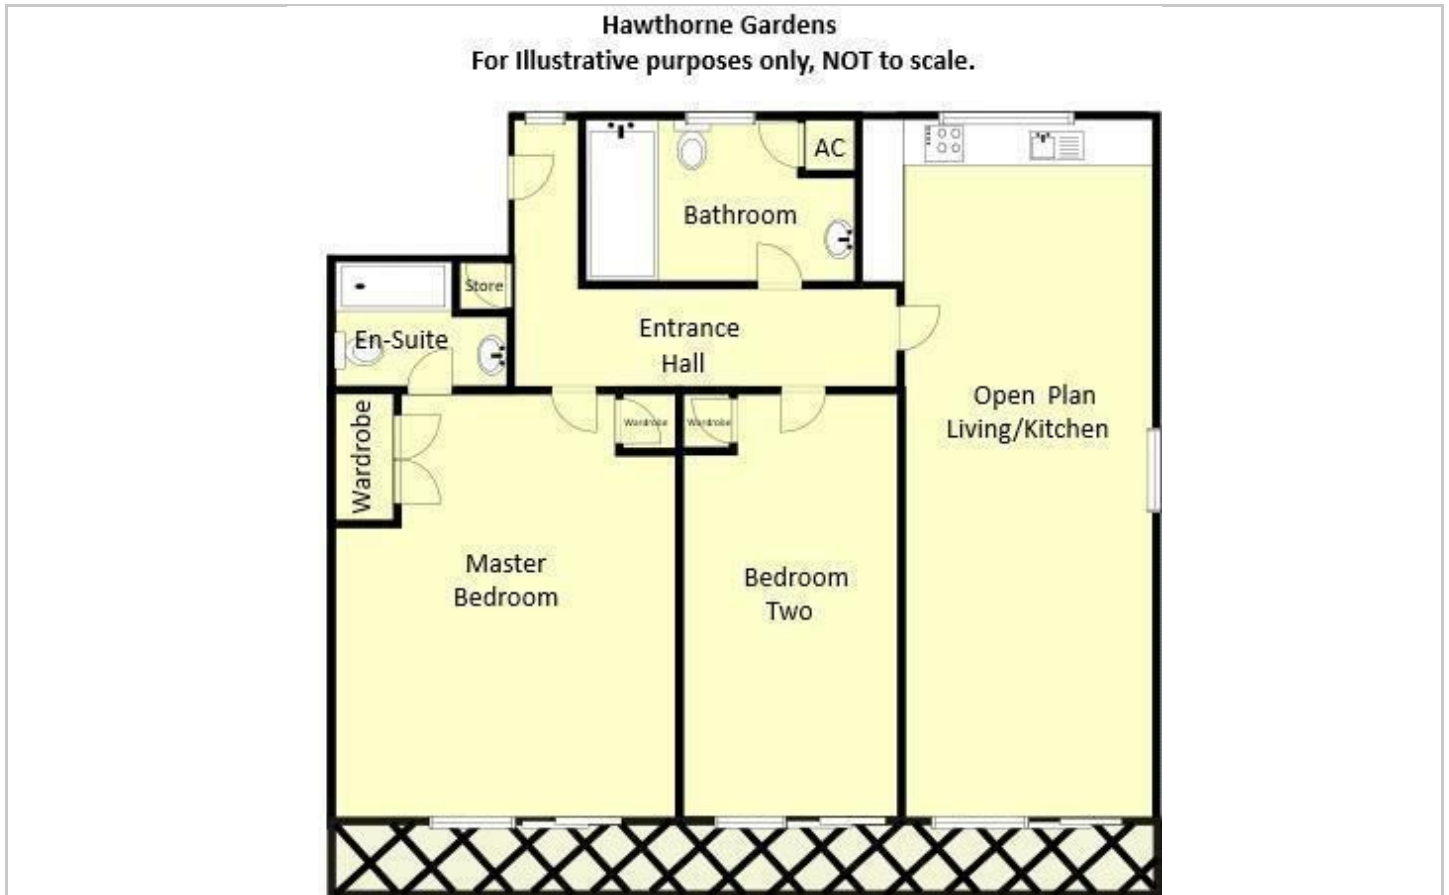 Hawthorne Gardens
For Illustrative purposes only, NOT to scale.
AC
Bathroom
Store
En-Suite
Entrance
Hall
Open Plan
Living/Kitchen
Wardrobe
Wardrobe
Wardrobe
Master
Bedroom
Bedroom
Two